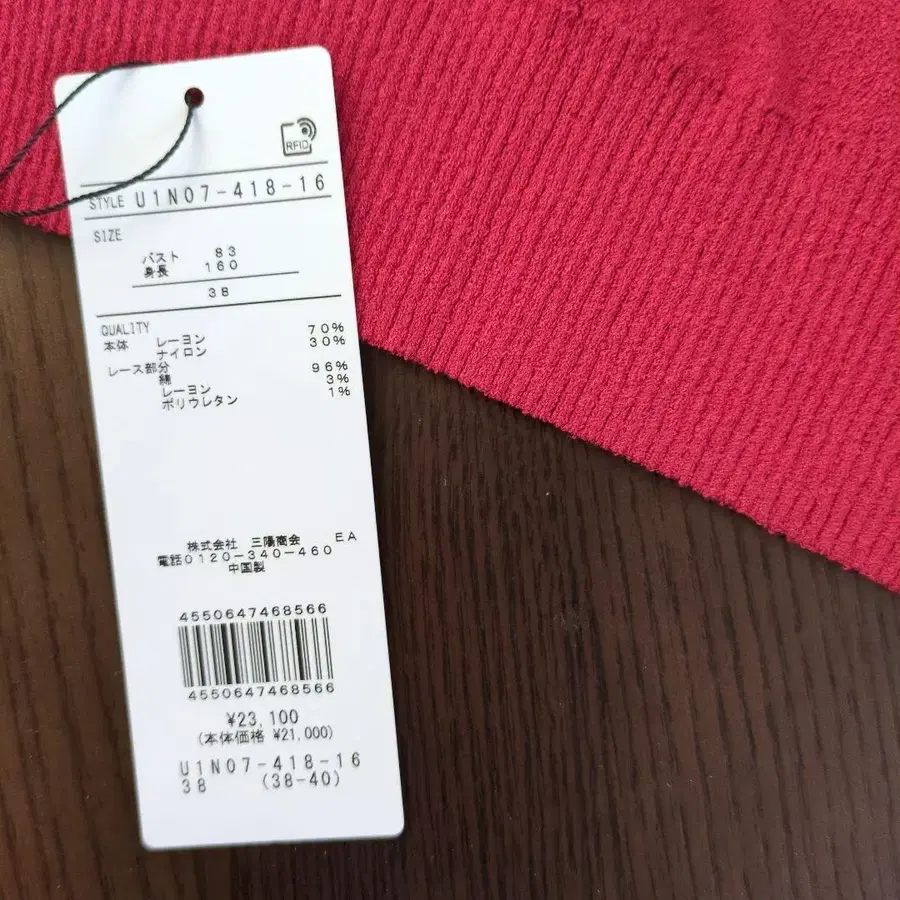 RFID
STYLE U1N07-418-16
SIZE
バスト 83
身長 160
38
QUALITY
本体 レーヨン 70%
ナイロン 30%
レース部分
綿 96%
レーヨン 3%
ポリウレタン 1%
株式会社 三陽商会 EA
電話0120-340-460
中国製
4550647468566
4550647468566
¥23,100
(本体価格 ¥21,000)
U1N07-418-16
38 (38-40)